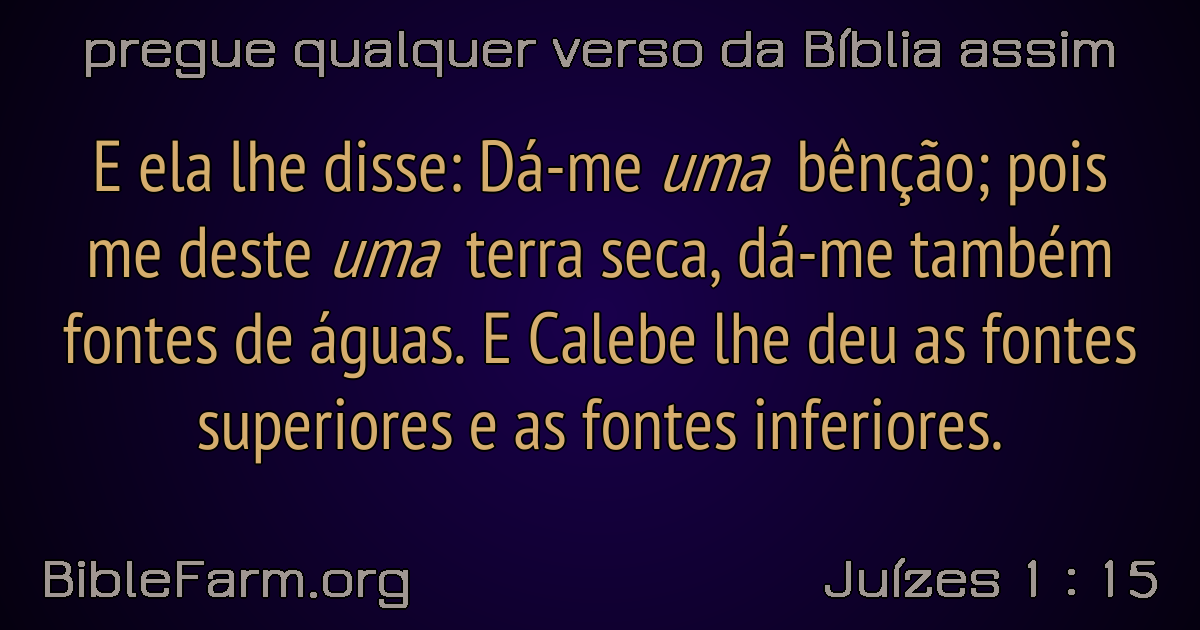 pregue qualquer verso da Bíblia assim
E ela lhe disse: Dá-me uma bênção; pois
me deste uma terra seca, dá-me também
fontes de águas. E Calebe lhe deu as fontes
superiores e as fontes inferiores.
BibleFarm.org
Juízes 1 : 15